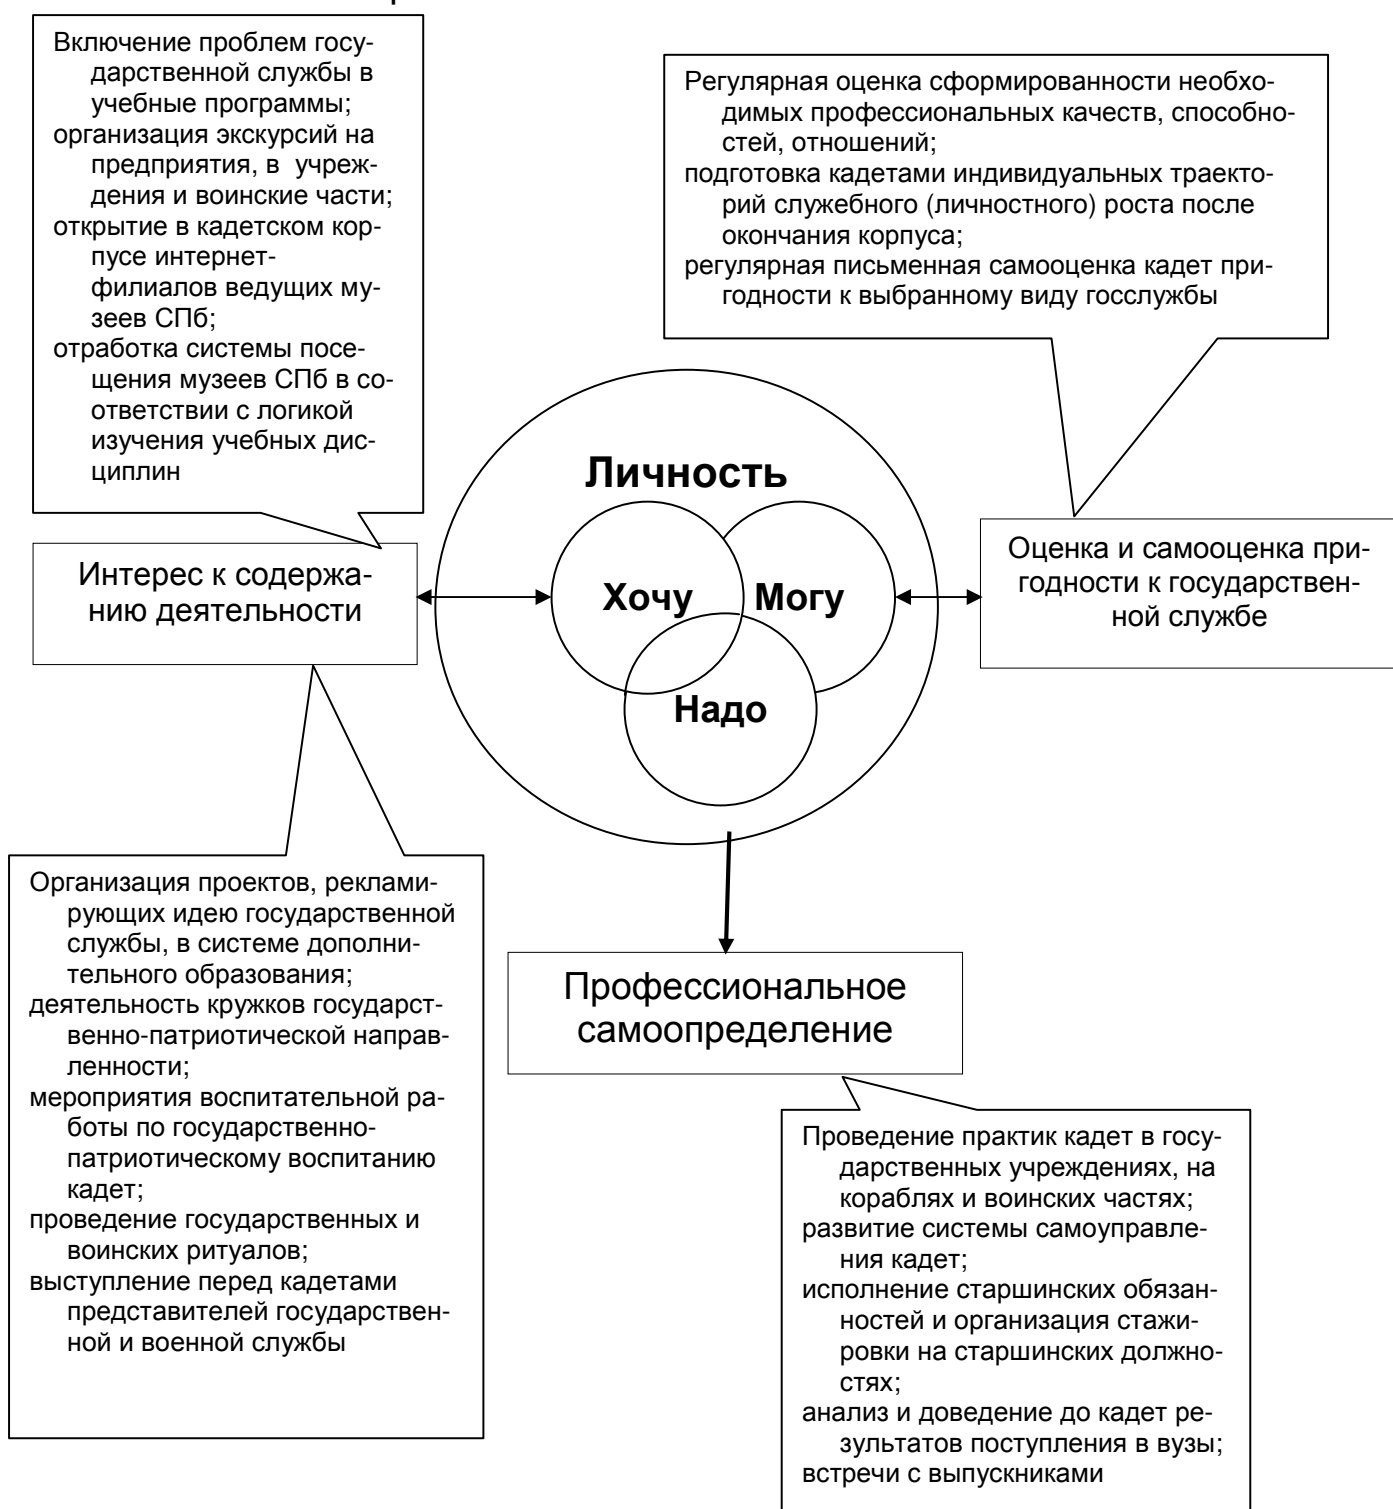 Включение проблем госу-
дарственной службы в
учебные программы;
организация экскурсий на
предприятия, в учреж-
дения и воинские части;
открытие в кадетском кор-
пусе интернет-
филиалов ведущих му-
зеев СПб;
отработка системы посе-
щения музеев СПб в со-
ответствии с логикой
изучения учебных дис-
циплин
Регулярная оценка сформированности необхо-
димых профессиональных качеств, способно-
стей, отношений;
подготовка кадетами индивидуальных траекто-
рий служебного (личностного) роста после
окончания корпуса;
регулярная письменная самооценка кадет при-
годности к выбранному виду госслужбы
Личность
Хочу
Могу
Надо
Интерес к содержа-
нию деятельности
Оценка и самооценка при-
годности к государствен-
ной службе
Организация проектов, реклами-
рующих идею государственной
службы, в системе дополни-
тельного образования;
деятельность кружков государст-
венно-патриотической направ-
ленности;
мероприятия воспитательной ра-
боты по государственно-
патриотическому воспитанию
кадет;
проведение государственных и
воинских ритуалов;
выступление перед кадетами
представителей государствен-
ной и военной службы
Профессиональное
самоопределение
Проведение практик кадет в госу-
дарственных учреждениях, на
кораблях и воинских частях;
развитие системы самоуправле-
ния кадет;
исполнение старшинских обязан-
ностей и организация стажи-
ровки на старшинских должно-
стях;
анализ и доведение до кадет ре-
зультатов поступления в вузы;
встречи с выпускниками